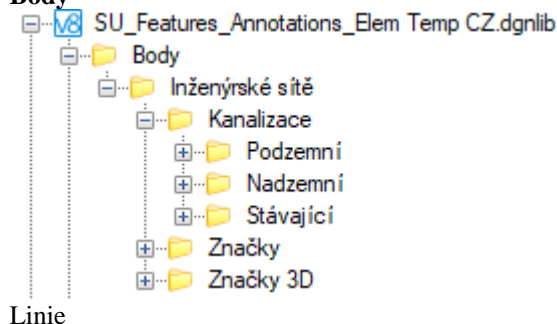 Body
SU_Features_Annotations_Elem Temp CZ.dgnlib
Body
Inženýrské sítě
Kanalizace
Podzemní
Nadzemní
Stávající
Značky
Značky 3D
Linie